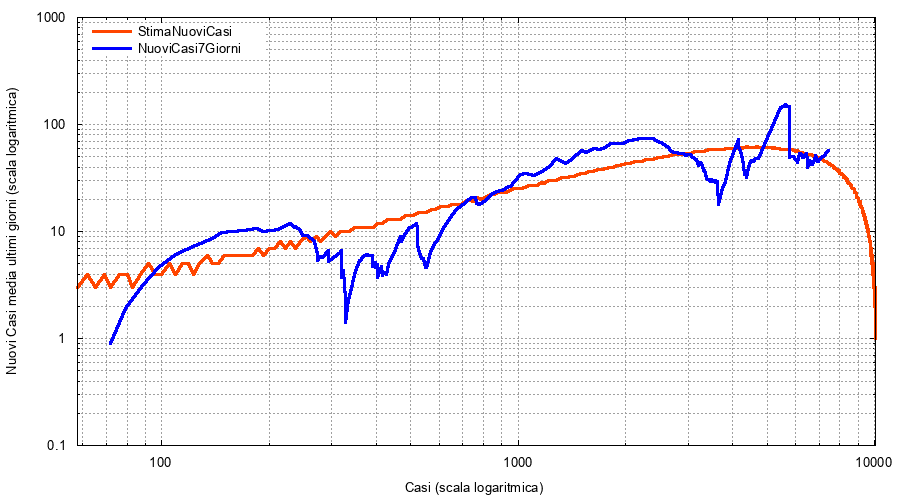 1000
StimaNuoviCasi
NuoviCasi7Giorni
100
10
1
0.1
100
1000
10000
Nuovi Casi media ultimi giorni (scala logaritmica)
Casi (scala logaritmica)